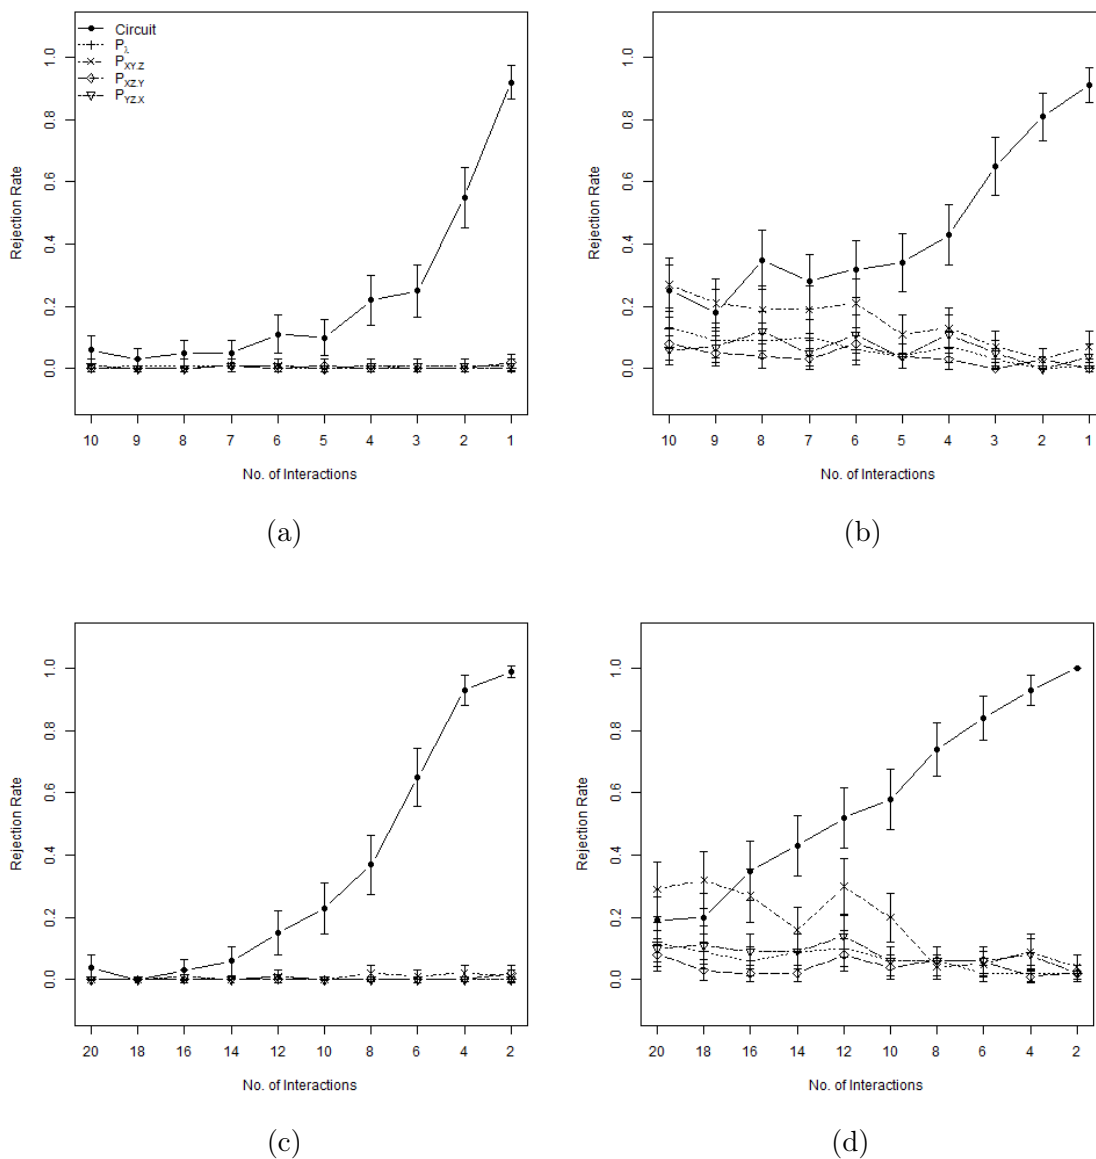 Circuit
Pλ
PXY.Z
PXZ.Y
PYZ.X
Rejection Rate
0.0 0.2 0.4 0.6 0.8 1.0
10 9 8 7 6 5 4 3 2 1
No. of Interactions
(a)
Rejection Rate
0.0 0.2 0.4 0.6 0.8 1.0
10 9 8 7 6 5 4 3 2 1
No. of Interactions
(b)
Rejection Rate
0.0 0.2 0.4 0.6 0.8 1.0
20 18 16 14 12 10 8 6 4 2
No. of Interactions
(c)
Rejection Rate
0.0 0.2 0.4 0.6 0.8 1.0
20 18 16 14 12 10 8 6 4 2
No. of Interactions
(d)